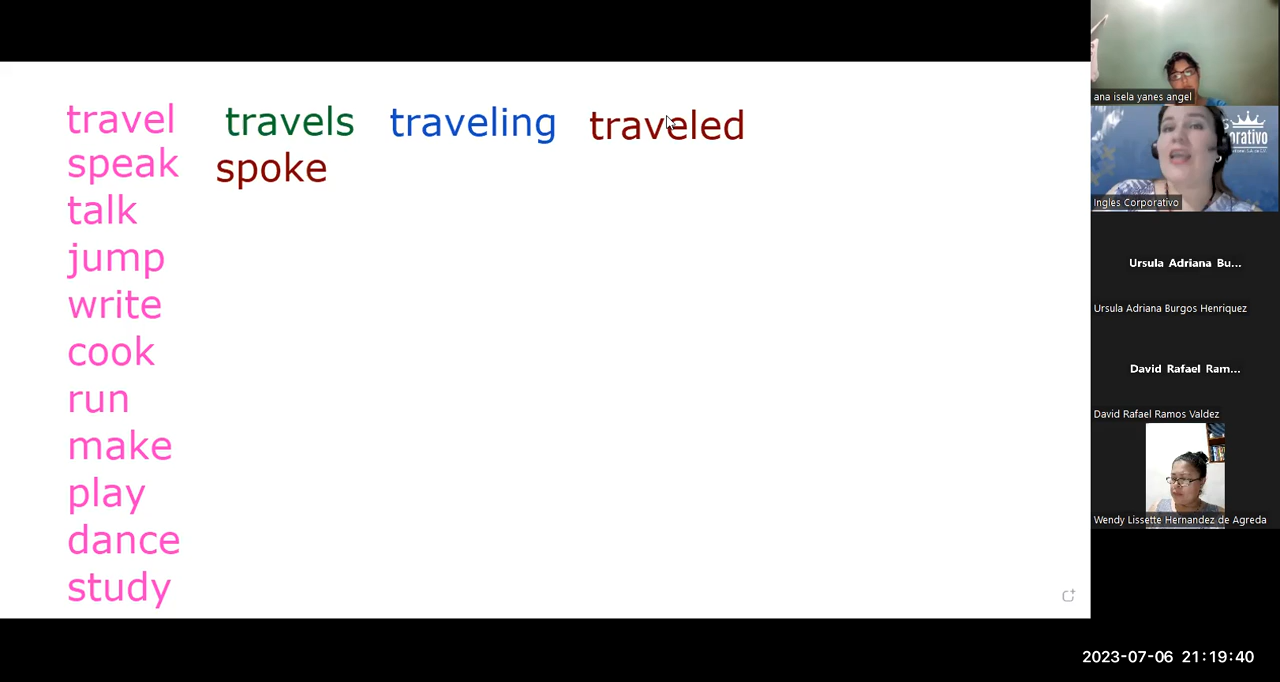 travel travels traveling traveled
speak spoke
talk
jump
write
cook
run
make
play
dance
study
ana isela yanes angel
orativo
Ingles Corporativo
Ursula Adriana Bu...
Ursula Adriana Burgos Henriquez
David Rafael Ram...
David Rafael Ramos Valdez
Wendy Lissette Hernandez de Agreda
2023-07-06 21:19:40